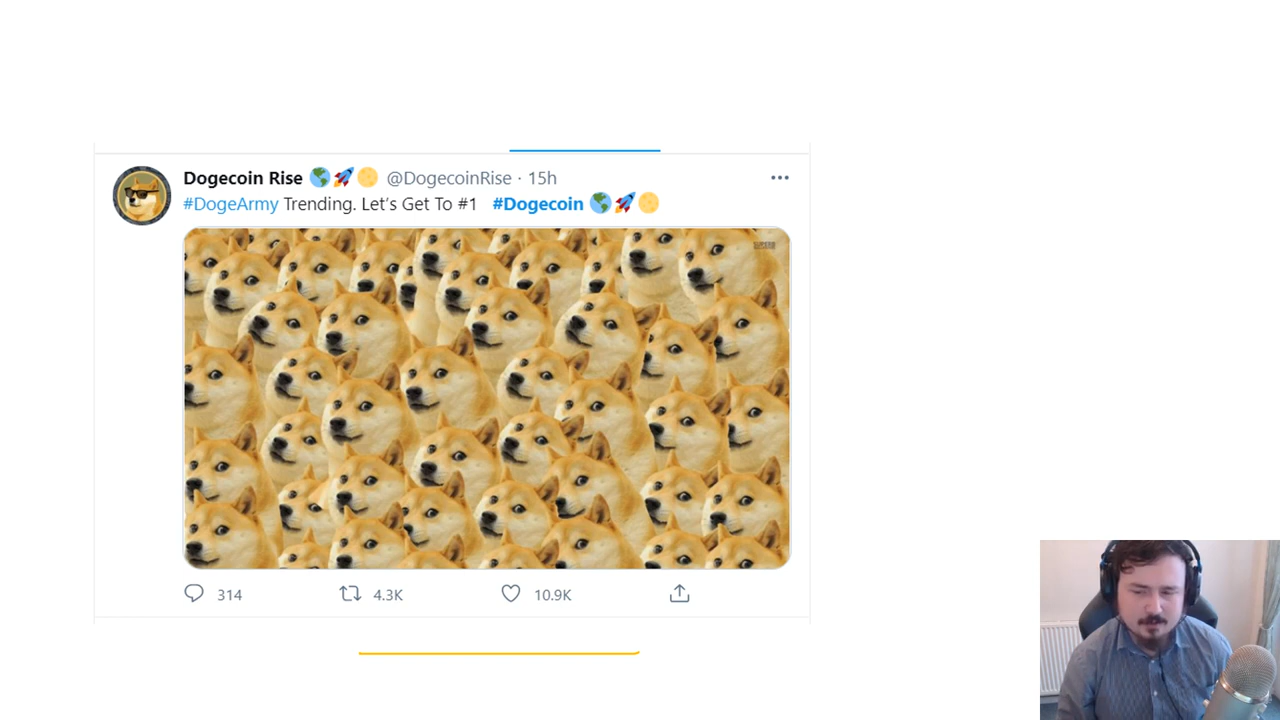 Dogecoin Rise 🌎🚀🌕 @DogecoinRise · 15h
#DogeArmy Trending. Let's Get To #1 #Dogecoin 🌎🚀🌕
314 4.3K 10.9K